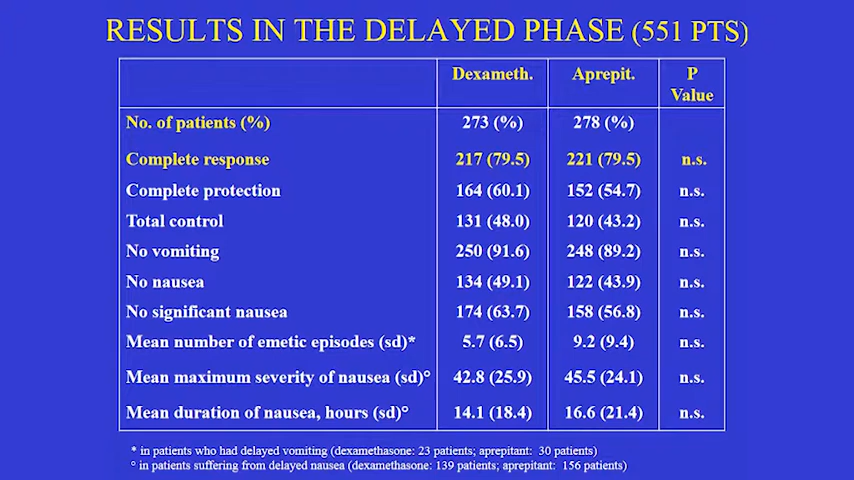 RESULTS IN THE DELAYED PHASE (551 PTS)
Dexameth. Aprepit. P
Value
No. of patients (%) 273 (%) 278 (%)
Complete response 217 (79.5) 221 (79.5) n.s.
Complete protection 164 (60.1) 152 (54.7) n.s.
Total control 131 (48.0) 120 (43.2) n.s.
No vomiting 250 (91.6) 248 (89.2) n.s.
No nausea 134 (49.1) 122 (43.9) n.s.
No significant nausea 174 (63.7) 158 (56.8) n.s.
Mean number of emetic episodes (sd)* 5.7 (6.5) 9.2 (9.4) n.s.
Mean maximum severity of nausea (sd)° 42.8 (25.9) 45.5 (24.1) n.s.
Mean duration of nausea, hours (sd)° 14.1 (18.4) 16.6 (21.4) n.s.
* in patients who had delayed vomiting (dexamethasone: 23 patients; aprepitant: 30 patients)
° in patients suffering from delayed nausea (dexamethasone: 139 patients; aprepitant: 156 patients)